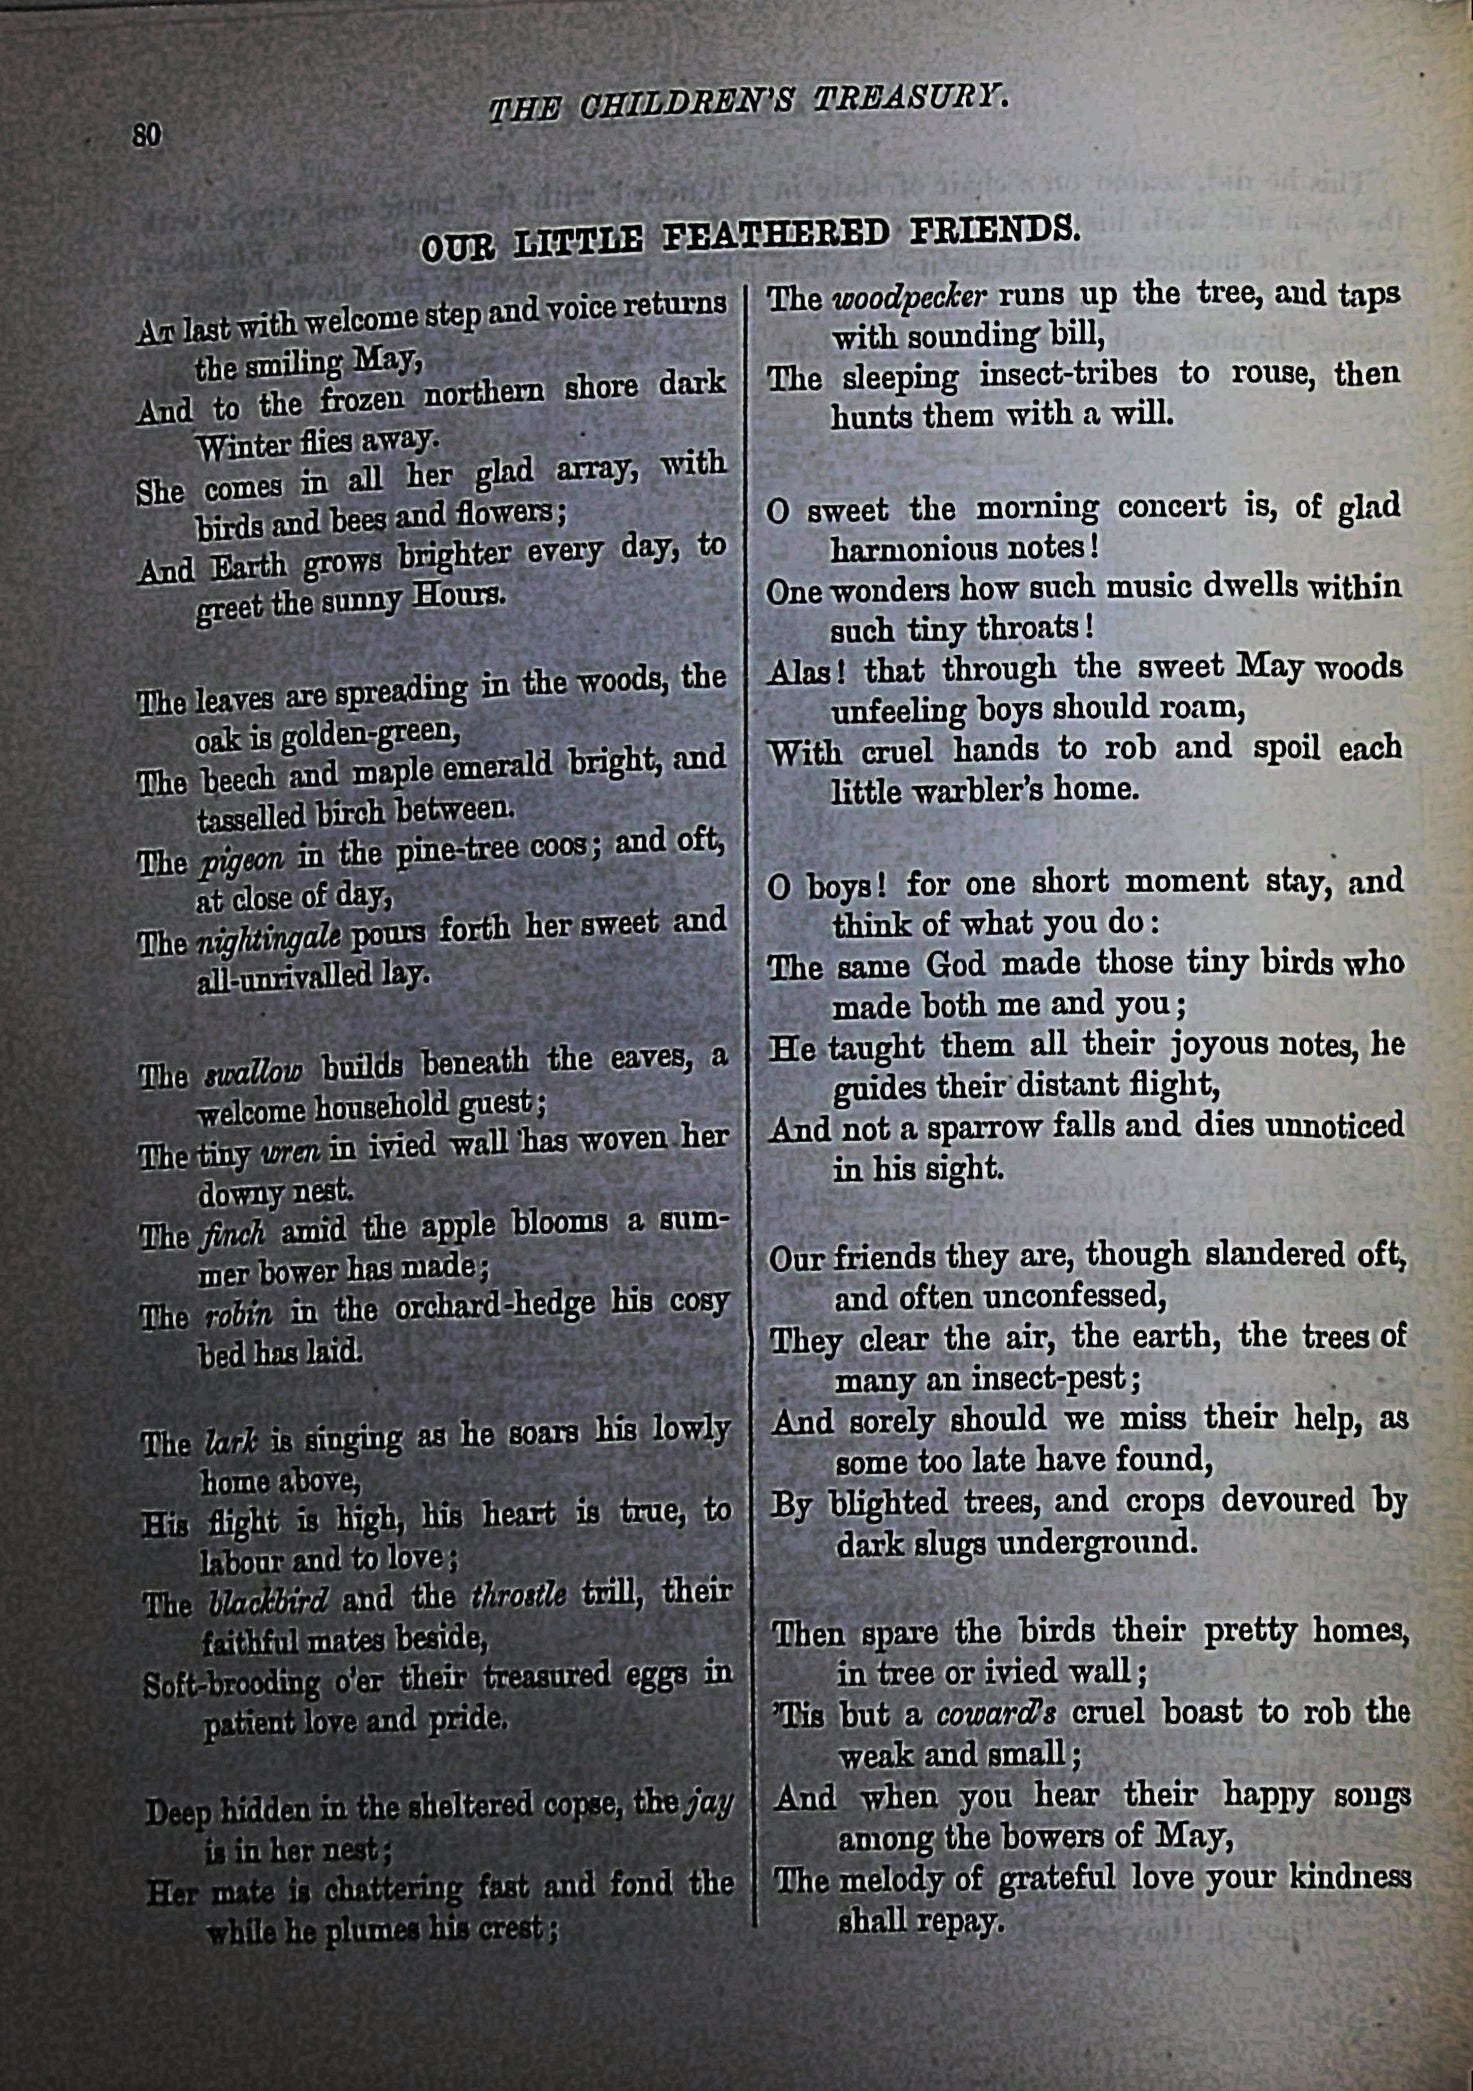 80
THE CHILDREN'S TREASURY.
OUR LITTLE FEATHERED FRIENDS.
AT last with welcome step and voice returns
the smiling May,
And to the frozen northern shore dark
Winter flies away.
She comes in all her glad array, with
birds and bees and flowers;
And Earth grows brighter every day, to
greet the sunny Hours.
The leaves are spreading in the woods, the
oak is golden-green,
The beech and maple emerald bright, and
tasselled birch between.
The pigeon in the pine-tree coos; and oft,
at close of day,
The nightingale pours forth her sweet and
all-unrivalled lay.
The swallow builds beneath the eaves, a
welcome household guest;
The tiny wren in ivied wall has woven her
downy nest.
The finch amid the apple blooms a sum-
mer bower has made;
The robin in the orchard-hedge his cosy
bed has laid.
The lark is singing as he soars his lowly
home above,
His flight is high, his heart is true, to
labour and to love;
The blackbird and the throstle trill, their
faithful mates beside,
Soft-brooding o'er their treasured eggs in
patient love and pride.
Deep hidden in the sheltered copse, the jay
is in her nest;
Her mate is chattering fast and fond the
while he plumes his crest;
The woodpecker runs up the tree, and taps
with sounding bill,
The sleeping insect-tribes to rouse, then
hunts them with a will.
O sweet the morning concert is, of glad
harmonious notes!
One wonders how such music dwells within
such tiny throats!
Alas! that through the sweet May woods
unfeeling boys should roam,
With cruel hands to rob and spoil each
little warbler's home.
O boys! for one short moment stay, and
think of what you do:
The same God made those tiny birds who
made both me and you;
He taught them all their joyous notes, he
guides their distant flight,
And not a sparrow falls and dies unnoticed
in his sight.
Our friends they are, though slandered oft,
and often unconfessed,
They clear the air, the earth, the trees of
many an insect-pest;
And sorely should we miss their help, as
some too late have found,
By blighted trees, and crops devoured by
dark slugs underground.
Then spare the birds their pretty homes,
in tree or ivied wall;
'Tis but a coward's cruel boast to rob the
weak and small;
And when you hear their happy songs
among the bowers of May,
The melody of grateful love your kindness
shall repay.